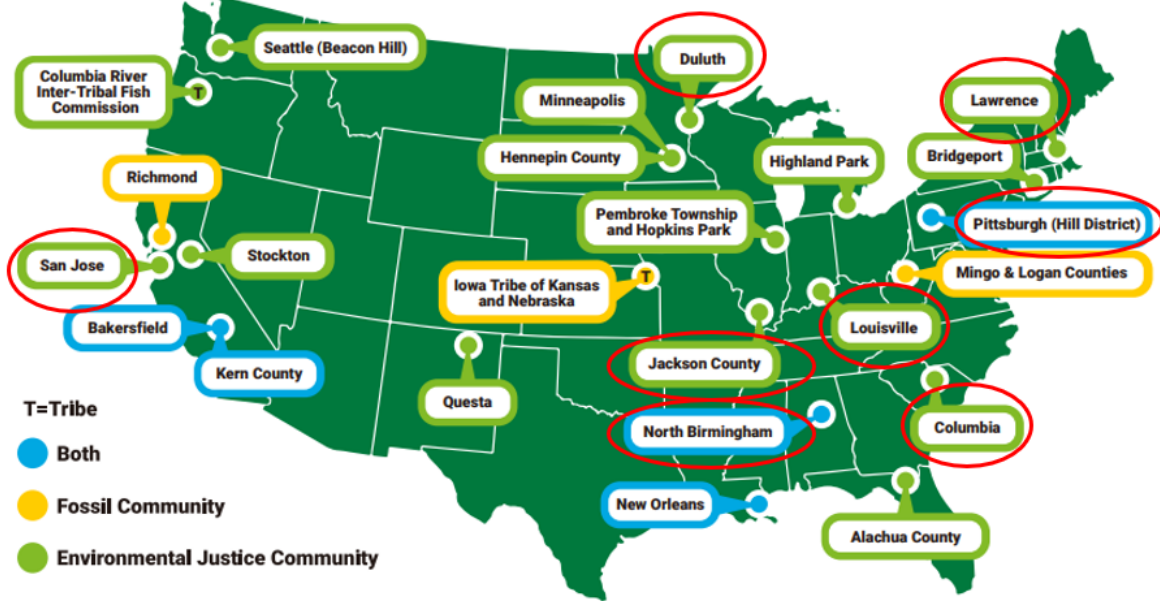 Seattle (Beacon Hill)
Duluth
Columbia River
Inter-Tribal Fish
Commission
T
Minneapolis
Lawrence
Hennepin County
Highland Park
Bridgeport
Richmond
Pembroke Township
and Hopkins Park
Pittsburgh (Hill District)
San Jose
Stockton
Iowa Tribe of Kansas
and Nebraska
T
Mingo & Logan Counties
Bakersfield
Louisville
Kern County
Jackson County
Questa
T=Tribe
North Birmingham
Columbia
Both
New Orleans
Fossil Community
Alachua County
Environmental Justice Community